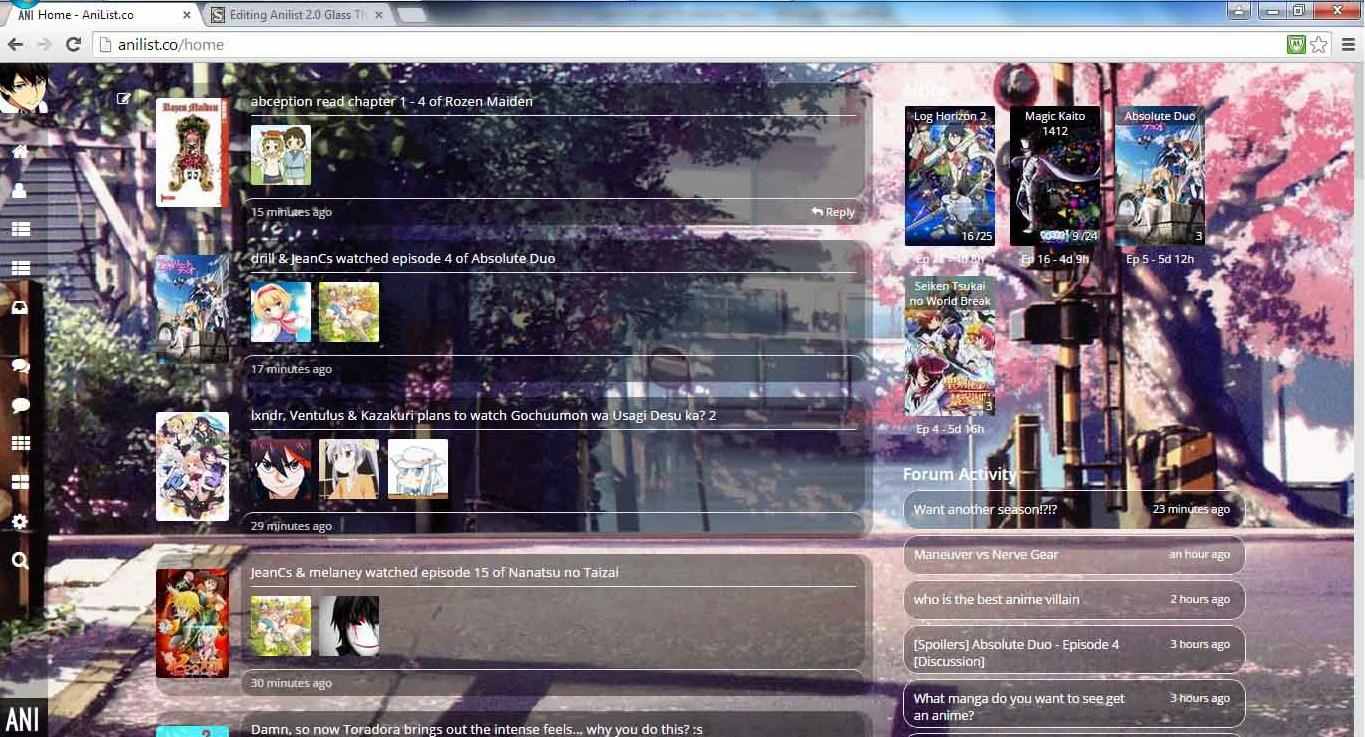 ANI Home - AniList.co
Editing Anilist 2.0 Glass Th
anilist.co/home
abception read chapter 1 - 4 of Rozen Maiden
Rozen Maiden
15 minutes ago
Reply
drill & JeanCs watched episode 4 of Absolute Duo
17 minutes ago
lxndr, Ventulus & Kazakuri plans to watch Gochuumon wa Usagi Desu ka? 2
29 minutes ago
JeanCs & melaney watched episode 15 of Nanatsu no Taizai
30 minutes ago
Damn, so now Toradora brings out the intense feels... why you do this? :s
ANI
Log Horizon 2
16 /25
Magic Kaito
1412
9 /24
Ep 16 - 4d 9h
Absolute Duo
3
Ep 5 - 5d 12h
Seiken Tsukai
no World Break
3
Ep 4 - 5d 16h
Forum Activity
Want another season!?!?
23 minutes ago
Maneuver vs Nerve Gear
an hour ago
who is the best anime villain
2 hours ago
[Spoilers] Absolute Duo - Episode 4
[Discussion]
3 hours ago
What manga do you want to see get
an anime?
3 hours ago